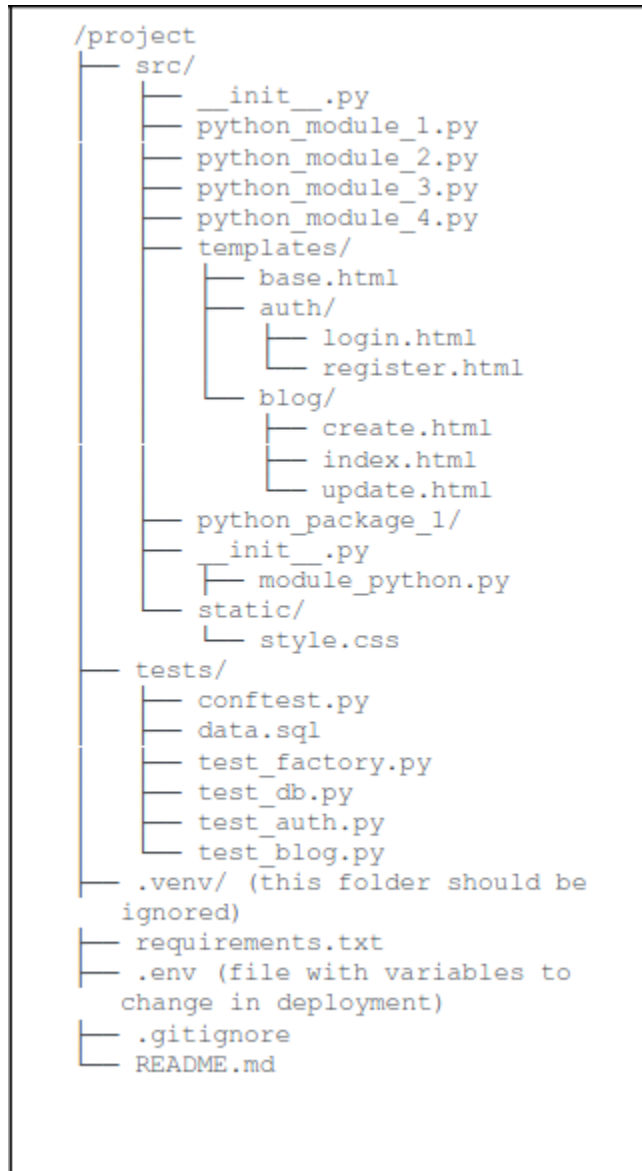 /project
├── src/
│   ├── __init__.py
│   ├── python_module_1.py
│   ├── python_module_2.py
│   ├── python_module_3.py
│   ├── python_module_4.py
│   ├── templates/
│   │   ├── base.html
│   │   ├── auth/
│   │   │   ├── login.html
│   │   │   └── register.html
│   │   └── blog/
│   │       ├── create.html
│   │       ├── index.html
│   │       └── update.html
│   ├── python_package_1/
│   ├── __init__.py
│   │   ├── module_python.py
│   └── static/
│       └── style.css
├── tests/
│   ├── conftest.py
│   ├── data.sql
│   ├── test_factory.py
│   ├── test_db.py
│   ├── test_auth.py
│   └── test_blog.py
├── .venv/ (this folder should be
ignored)
├── requirements.txt
├── .env (file with variables to
change in deployment)
├── .gitignore
└── README.md